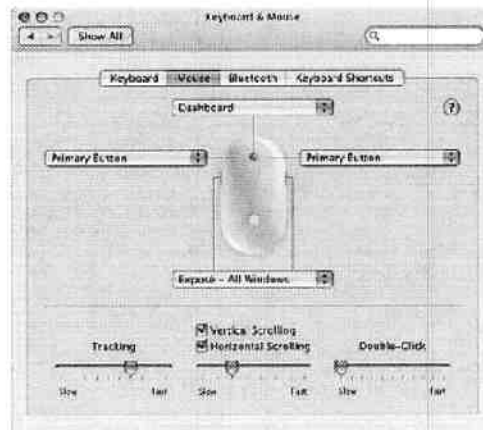 Keyboard & Mouse
Show All
Keyboard Mouse Bluetooth Keyboard Shortcuts
Dashboard
?
Primary Button Primary Button
Exposé - All Windows
Vertical Scrolling
Tracking Horizontal Scrolling Double-Click
Slow Fast Slow Fast Slow Fast